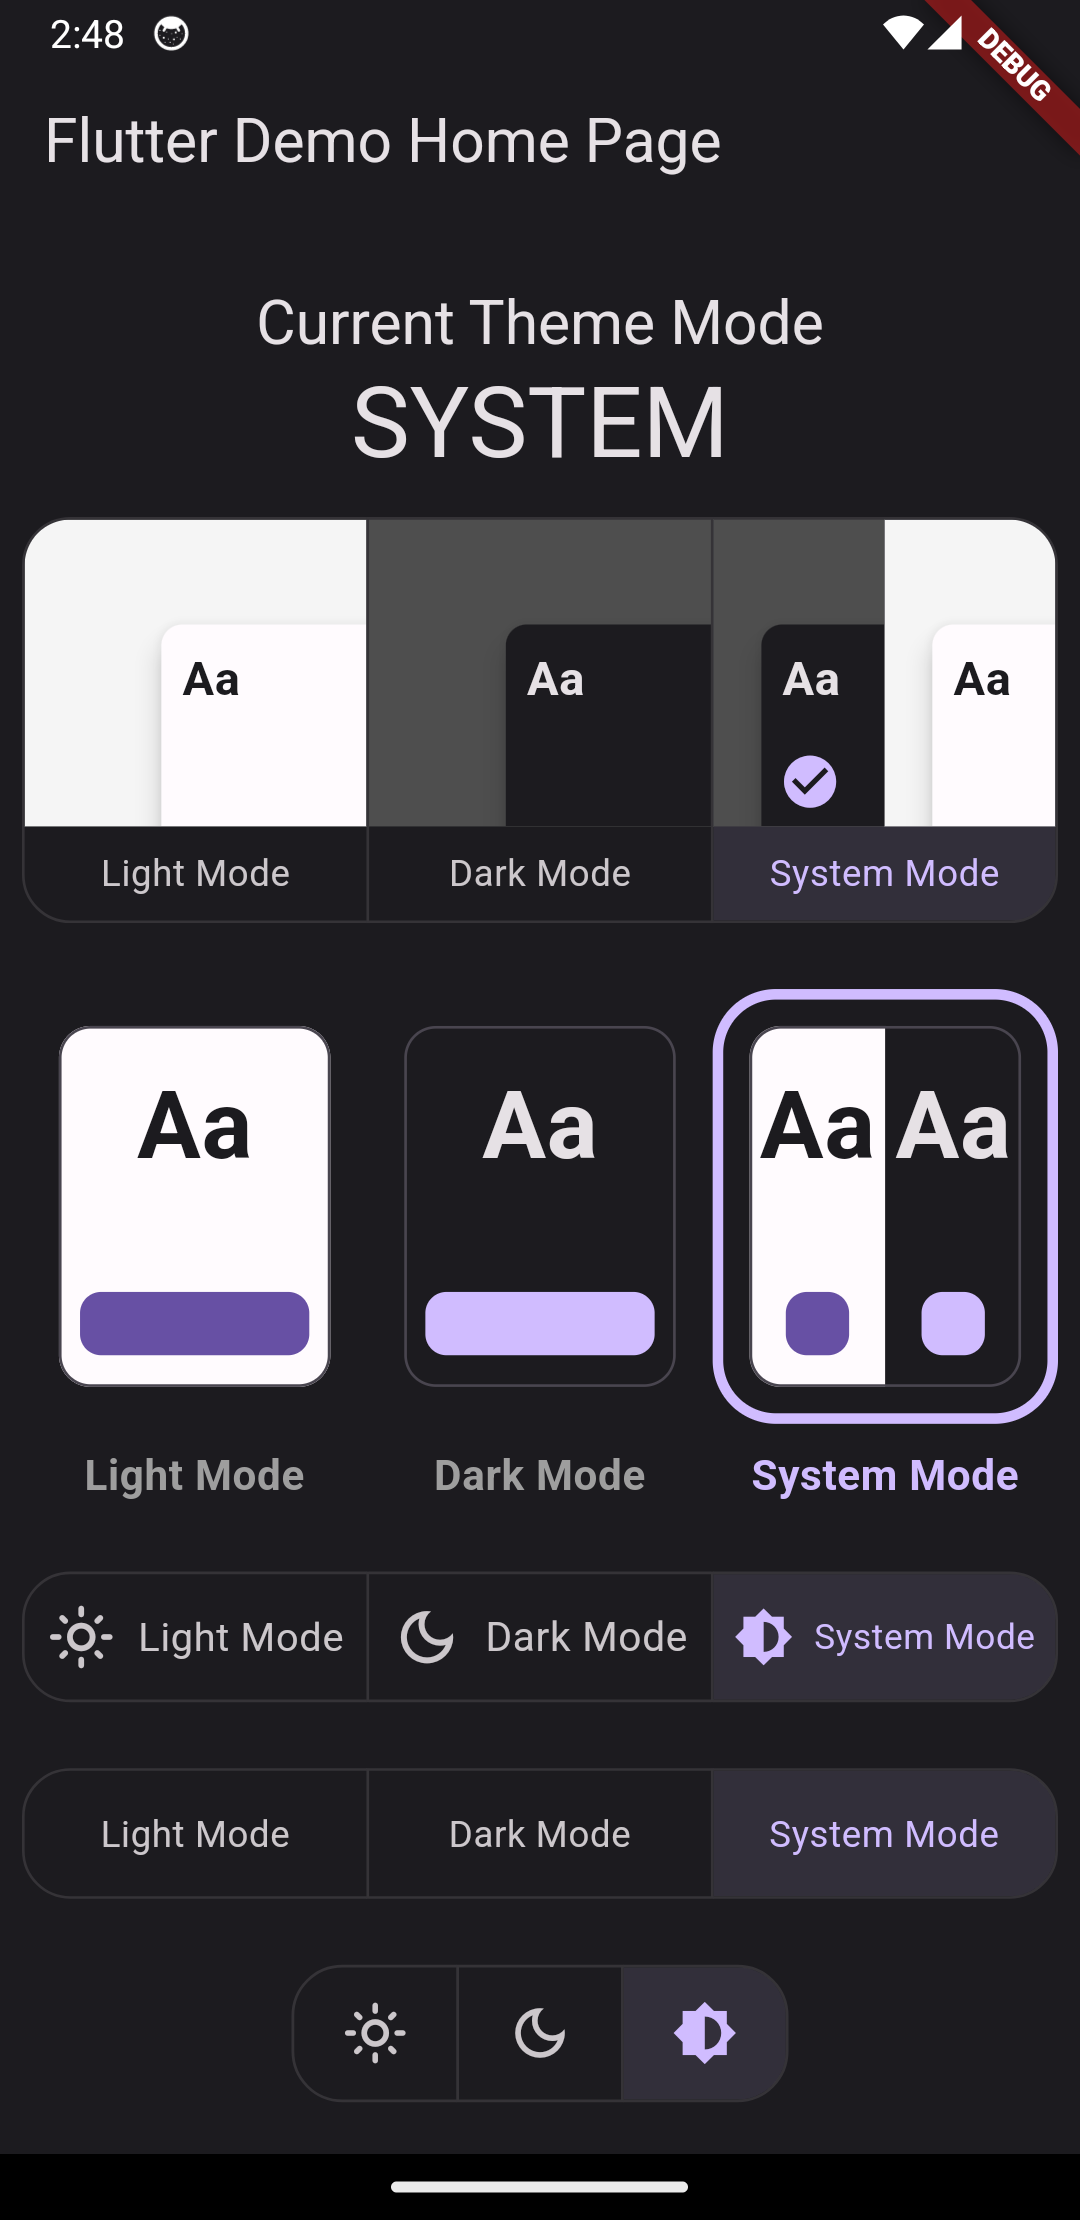 2:48
DEBUG
Flutter Demo Home Page
Current Theme Mode
SYSTEM
Aa Aa Aa Aa
Light Mode Dark Mode System Mode
Aa Aa Aa Aa
Light Mode Dark Mode System Mode
Light Mode Dark Mode System Mode
Light Mode Dark Mode System Mode